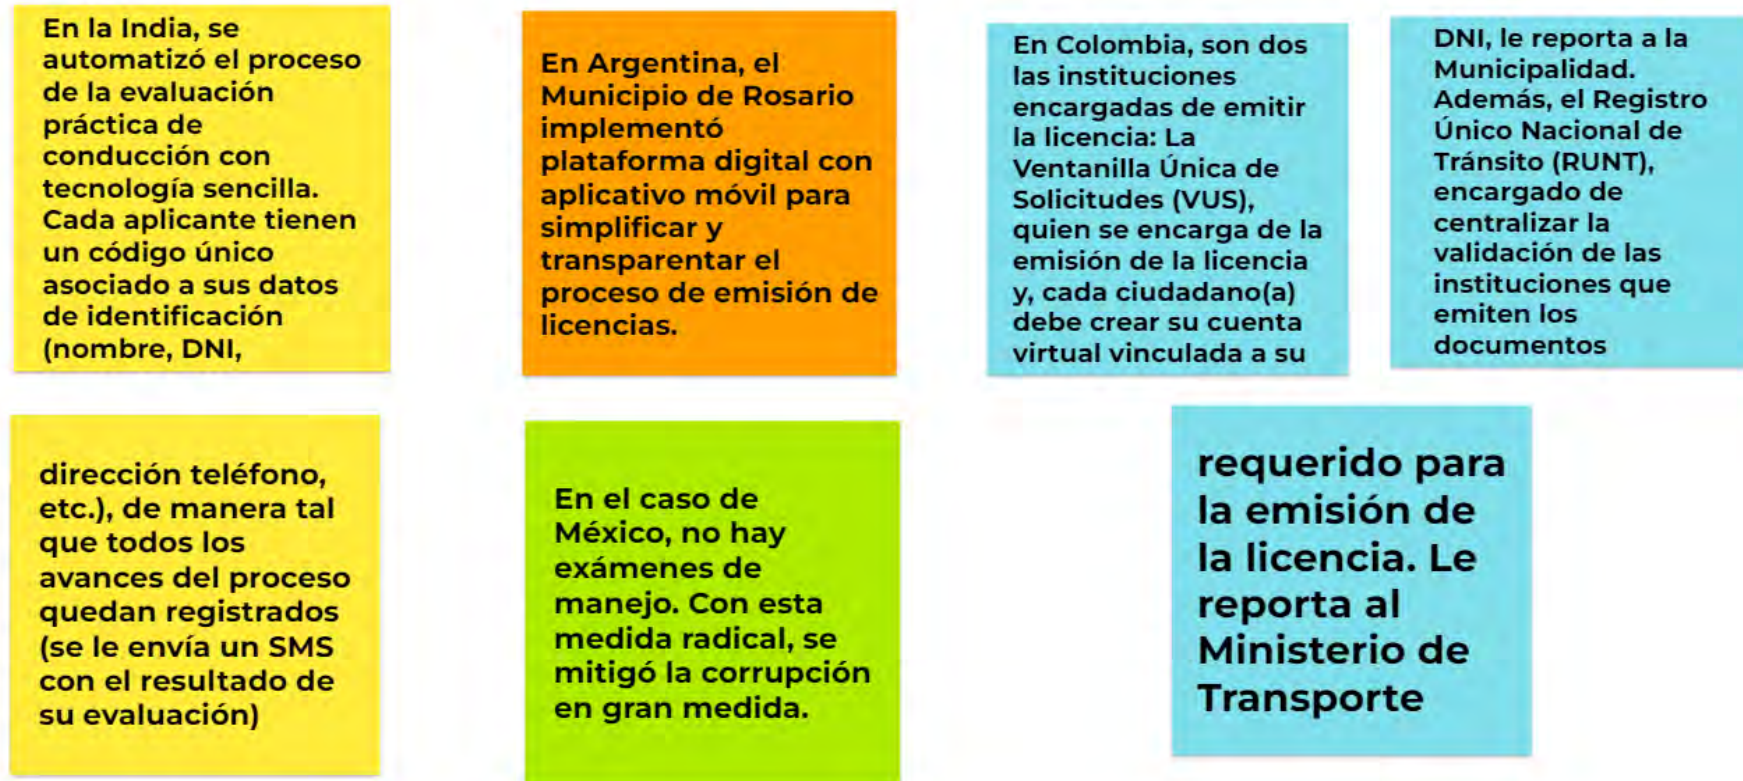 En la India, se
automatizó el proceso
de la evaluación
práctica de
conducción con
tecnología sencilla.
Cada aplicante tienen
un código único
asociado a sus datos
de identificación
(nombre, DNI,
dirección teléfono,
etc.), de manera tal
que todos los
avances del proceso
quedan registrados
(se le envía un SMS
con el resultado de
su evaluación)
En Argentina, el
Municipio de Rosario
implementó
plataforma digital con
aplicativo móvil para
simplificar y
transparentar el
proceso de emisión de
licencias.
En el caso de
México, no hay
exámenes de
manejo. Con esta
medida radical, se
mitigó la corrupción
en gran medida.
En Colombia, son dos
las instituciones
encargadas de emitir
la licencia: La
Ventanilla Única de
Solicitudes (VUS),
quien se encarga de la
emisión de la licencia
y, cada ciudadano(a)
debe crear su cuenta
virtual vinculada a su
DNI, le reporta a la
Municipalidad.
Además, el Registro
Único Nacional de
Tránsito (RUNT),
encargado de
centralizar la
validación de las
instituciones que
emiten los
documentos
requerido para
la emisión de
la licencia. Le
reporta al
Ministerio de
Transporte